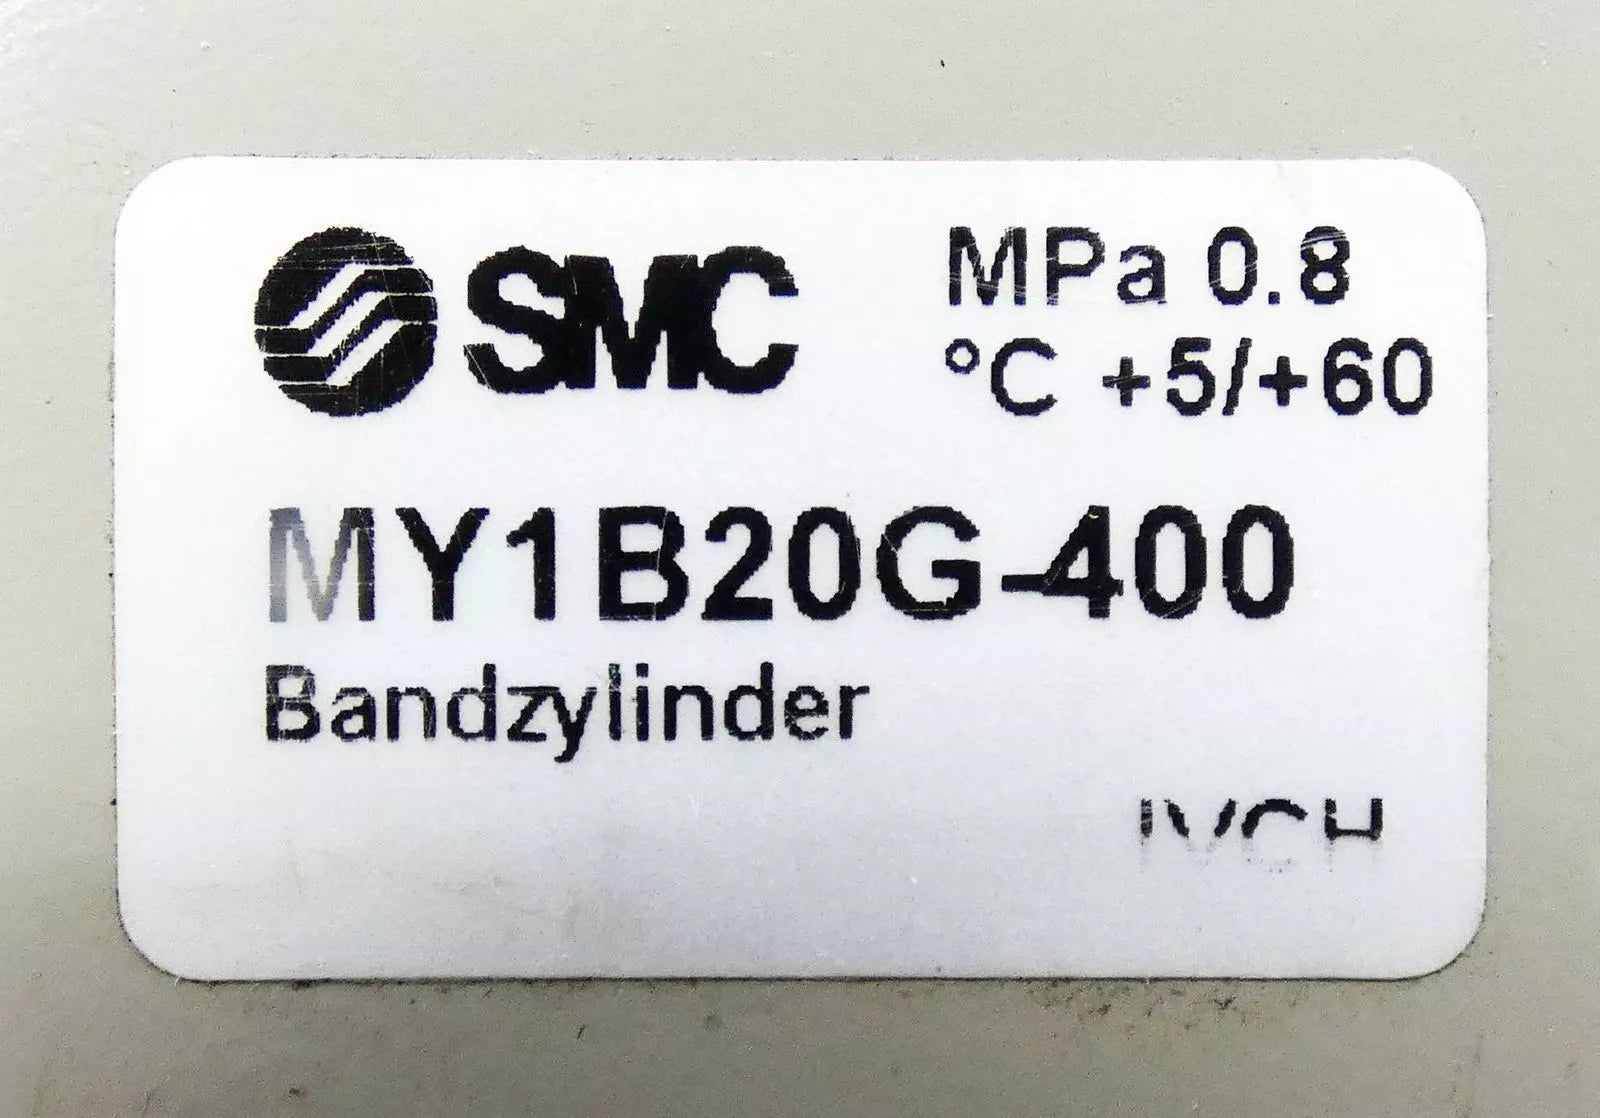 SMC
MPa 0.8
°C +5/+60
MY1B20G-400
Bandzylinder